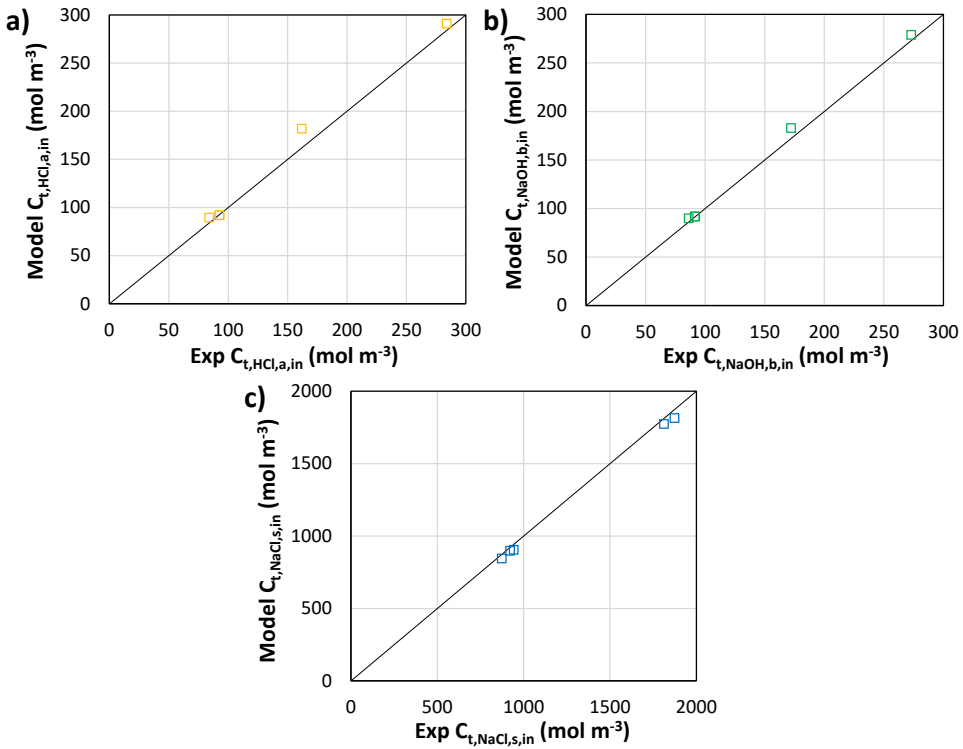 a)
Model C_t,HCl,a,in (mol m⁻³)
300
250
200
150
100
50
0
0 50 100 150 200 250 300
Exp C_t,HCl,a,in (mol m⁻³)
b)
Model C_t,NaOH,b,in (mol m⁻³)
300
250
200
150
100
50
0
0 50 100 150 200 250 300
Exp C_t,NaOH,b,in (mol m⁻³)
c)
Model C_t,NaCl,s,in (mol m⁻³)
2000
1500
1000
500
0
0 500 1000 1500 2000
Exp C_t,NaCl,s,in (mol m⁻³)